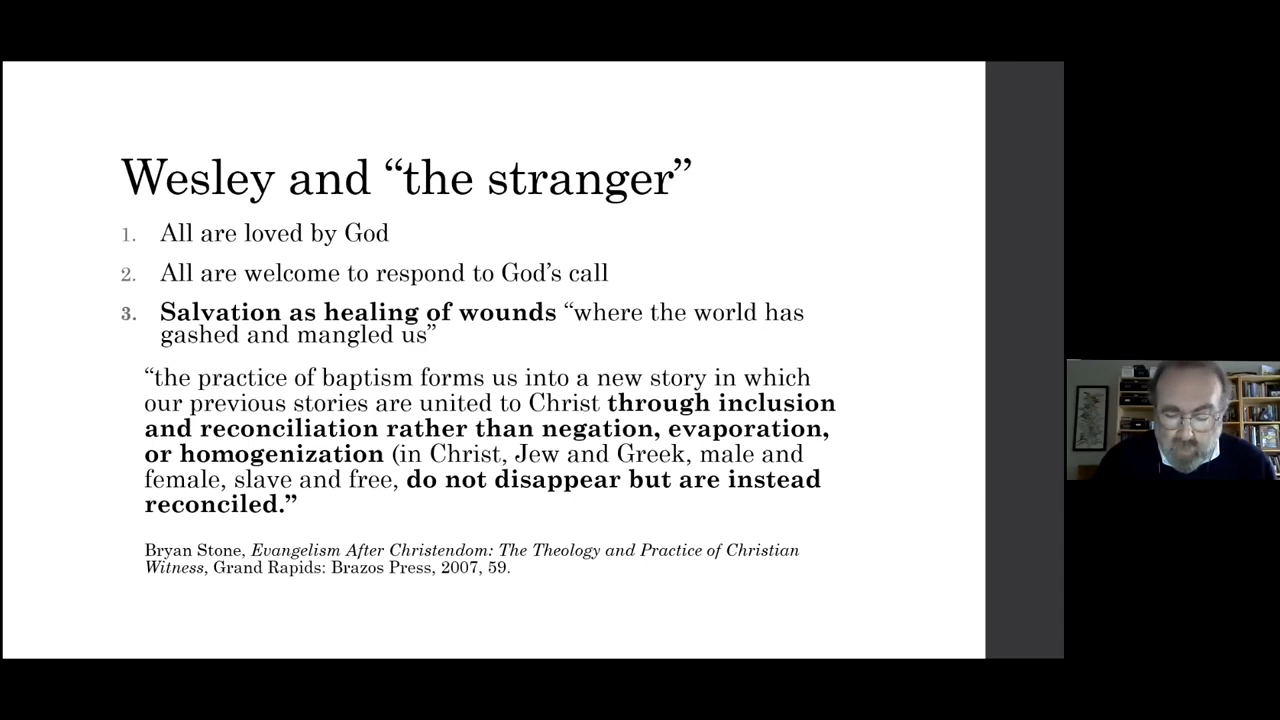 Wesley and “the stranger”
1. All are loved by God
2. All are welcome to respond to God’s call
3. Salvation as healing of wounds “where the world has
gashed and mangled us”
“the practice of baptism forms us into a new story in which
our previous stories are united to Christ through inclusion
and reconciliation rather than negation, evaporation,
or homogenization (in Christ, Jew and Greek, male and
female, slave and free, do not disappear but are instead
reconciled.”
Bryan Stone, Evangelism After Christendom: The Theology and Practice of Christian
Witness, Grand Rapids: Brazos Press, 2007, 59.